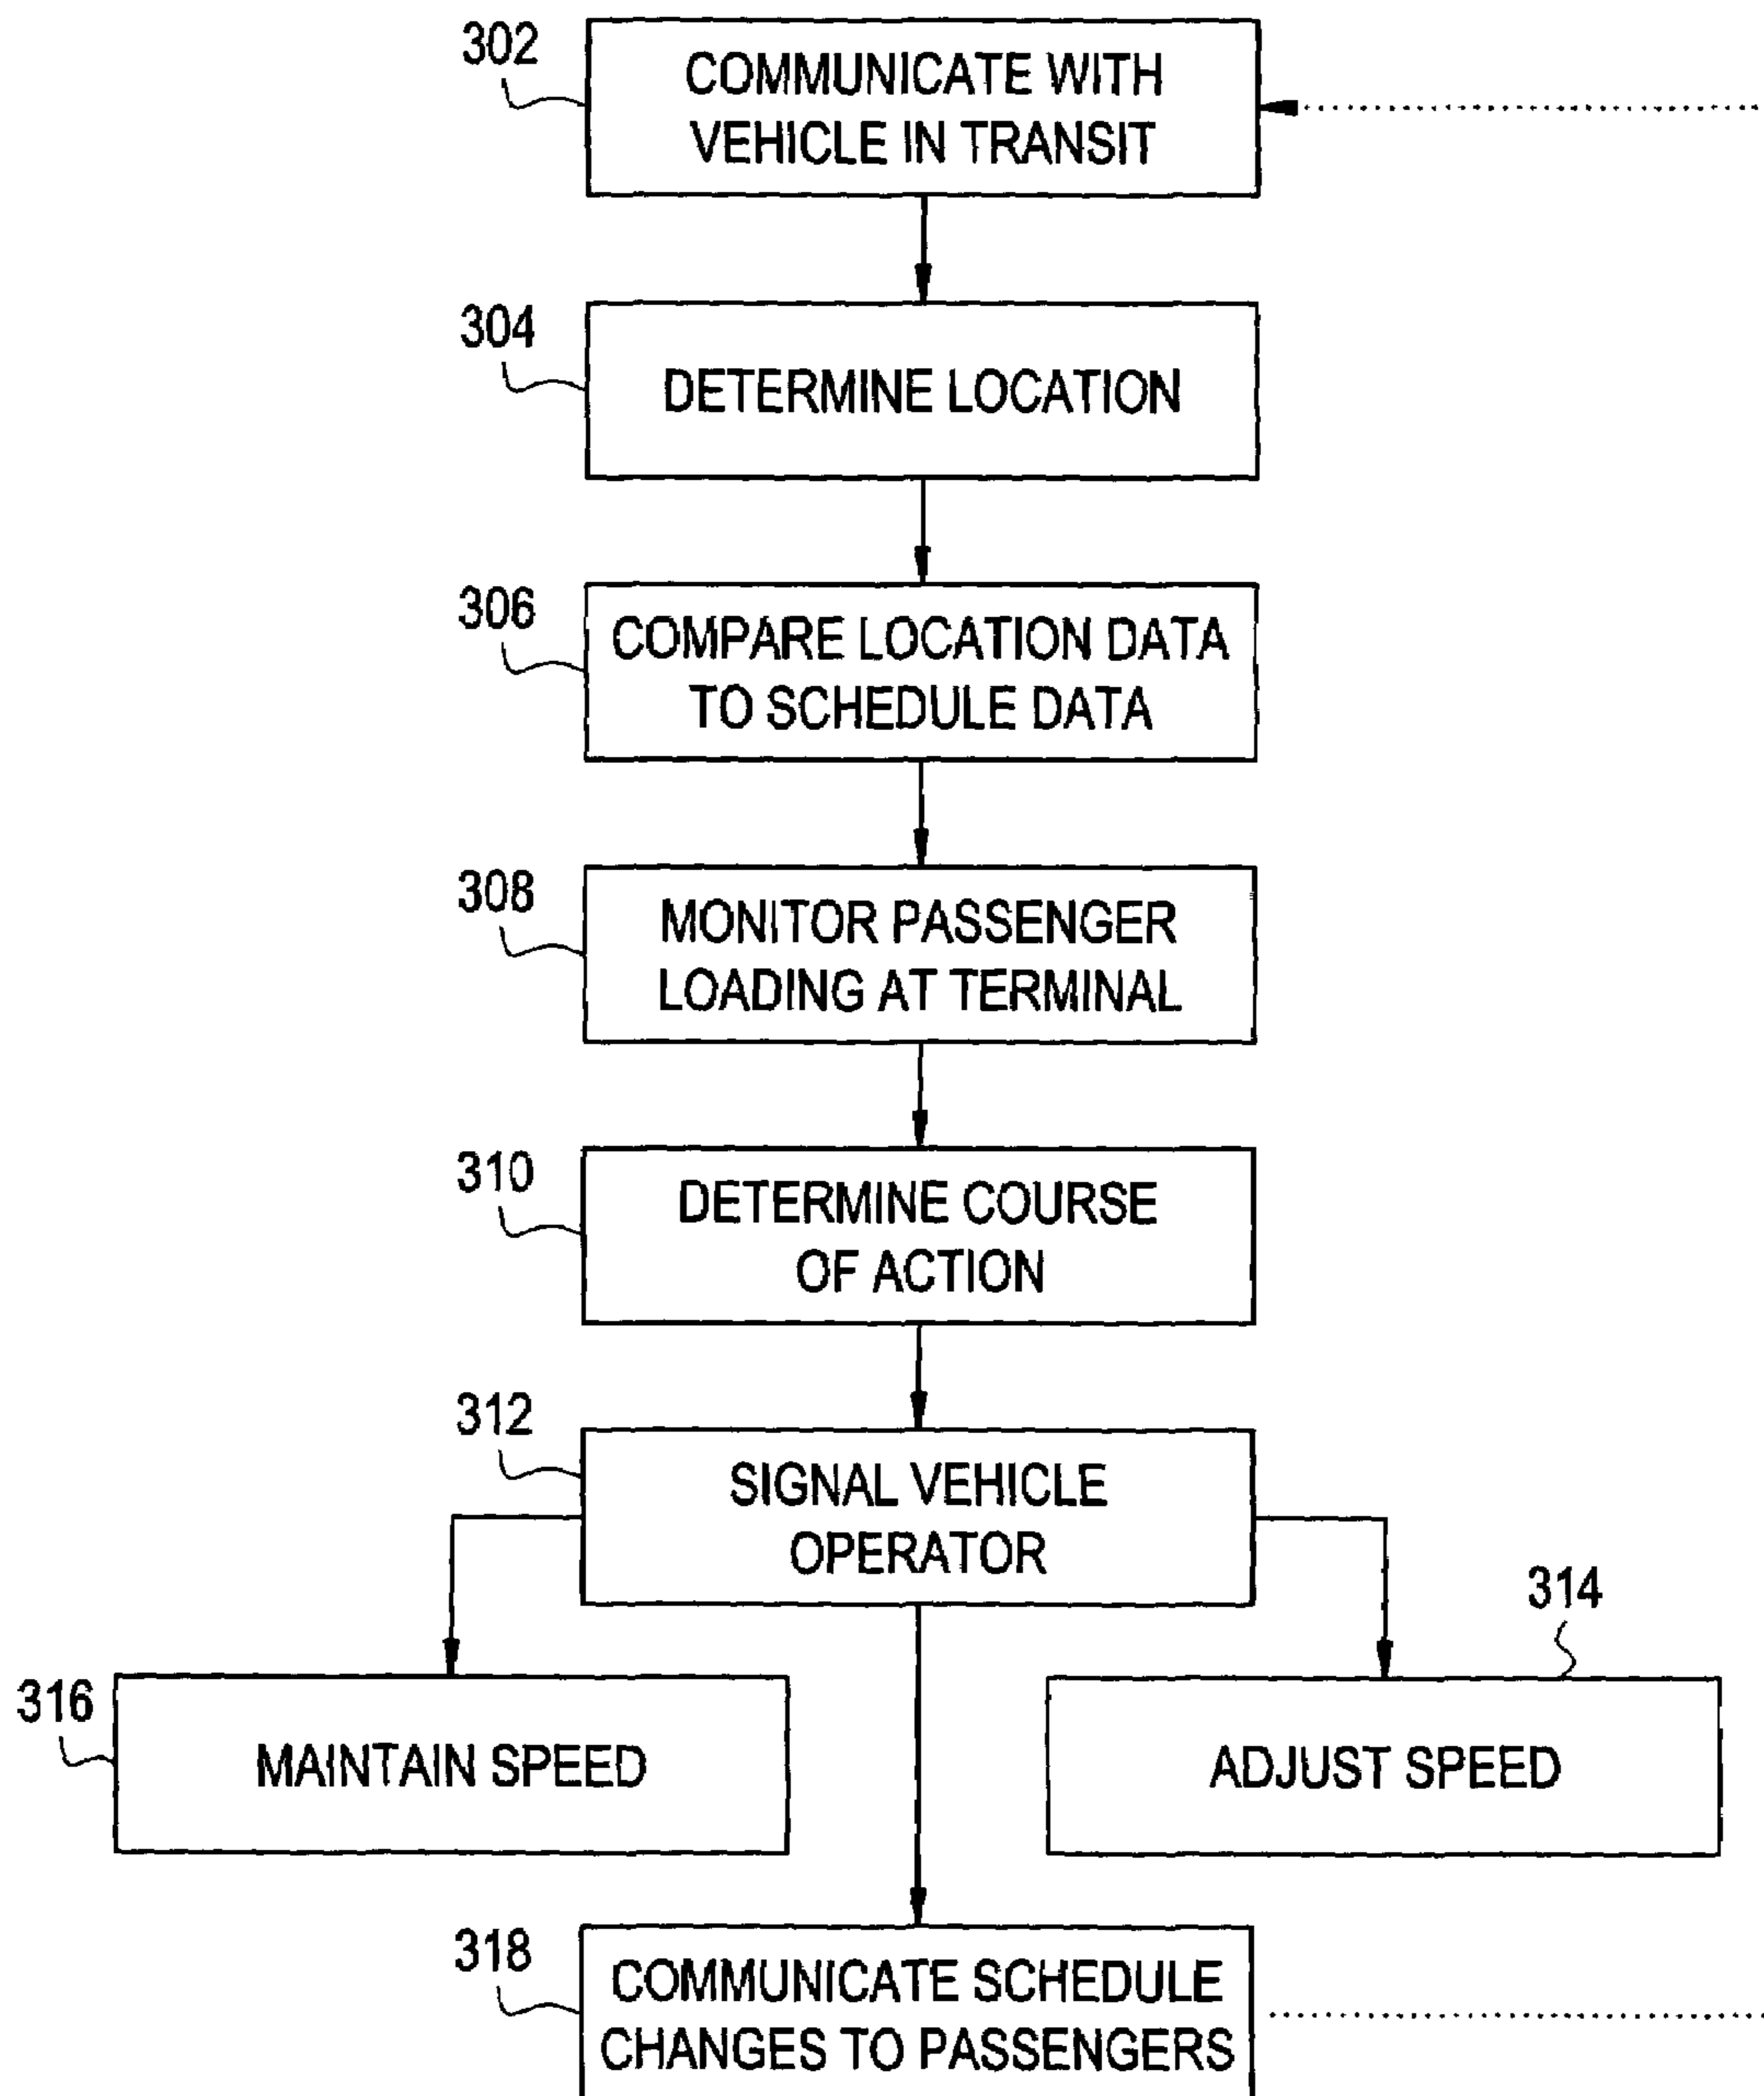 302
COMMUNICATE WITH
VEHICLE IN TRANSIT
304
DETERMINE LOCATION
306
COMPARE LOCATION DATA
TO SCHEDULE DATA
308
MONITOR PASSENGER
LOADING AT TERMINAL
310
DETERMINE COURSE
OF ACTION
312
SIGNAL VEHICLE
OPERATOR
314
316
MAINTAIN SPEED
ADJUST SPEED
318
COMMUNICATE SCHEDULE
CHANGES TO PASSENGERS